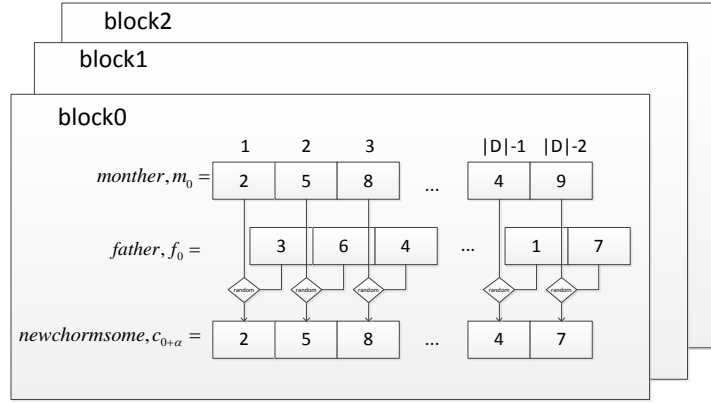 block2
block1
block0
1 2 3 |D|-1 |D|-2
monther, m₀ = 2 5 8 ... 4 9
father, f₀ = 3 6 4 ... 1 7
random random random random random
newchormsome, c₀₊α = 2 5 8 ... 4 7